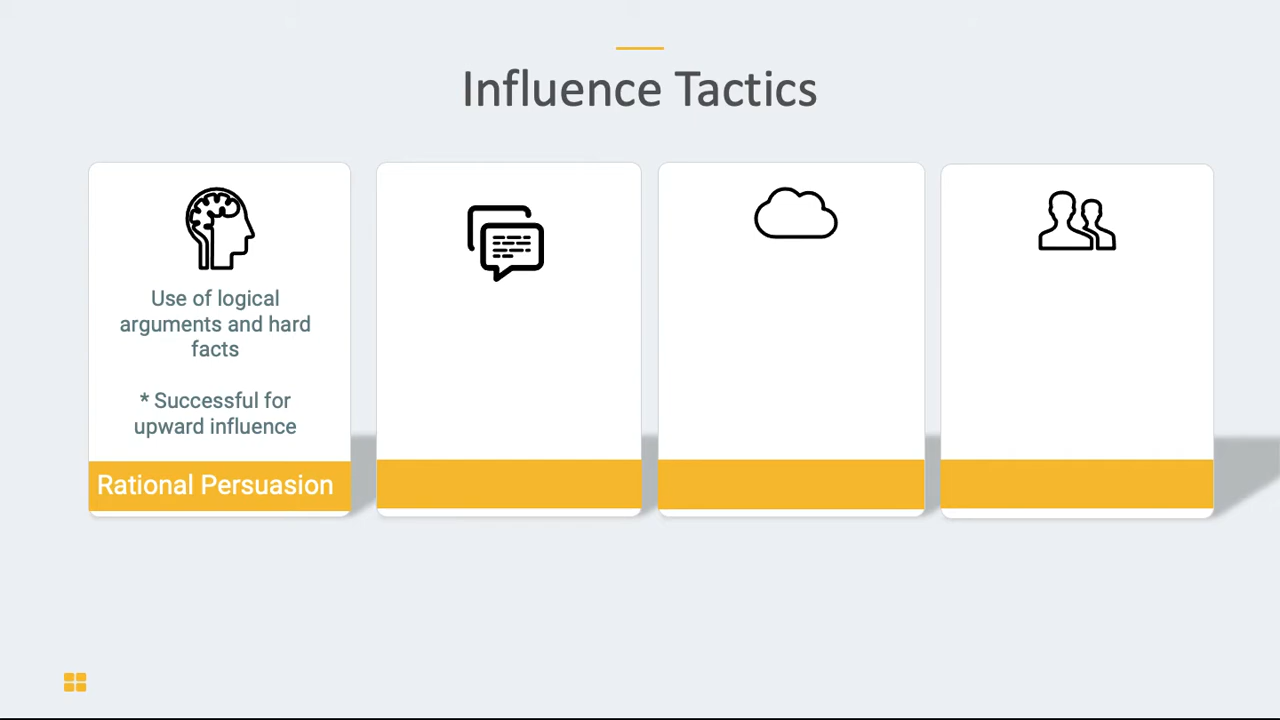 Influence Tactics
Use of logical
arguments and hard
facts
* Successful for
upward influence
Rational Persuasion